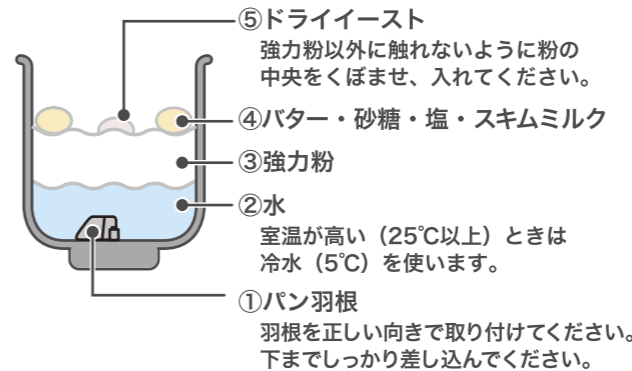 ⑤ドライイースト
強力粉以外に触れないように粉の
中央をくぼませ、入れてください。
④バター・砂糖・塩・スキムミルク
③強力粉
②水
室温が高い（25℃以上）ときは
冷水（5℃）を使います。
①パン羽根
羽根を正しい向きで取り付けてください。
下までしっかり差し込んでください。